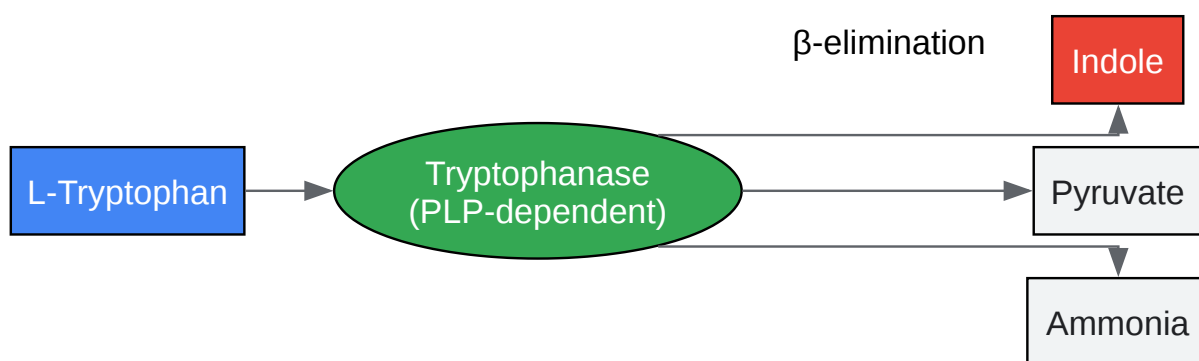 β-elimination
Indole
L-Tryptophan
Tryptophanase
(PLP-dependent)
Pyruvate
Ammonia